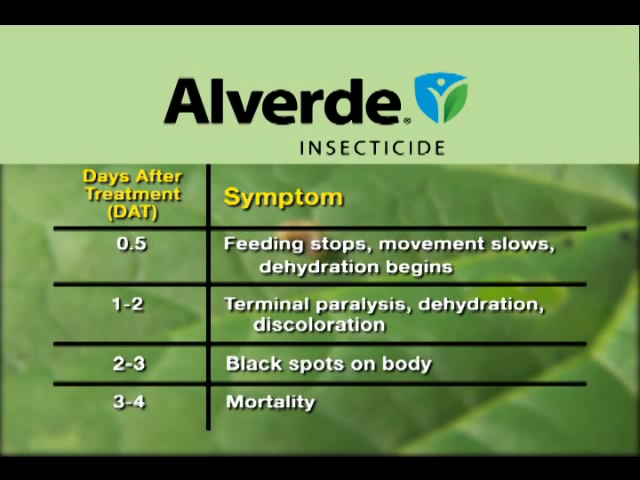 Alverde®
INSECTICIDE
Days After
Treatment
(DAT)
Symptom
0.5
Feeding stops, movement slows,
dehydration begins
1-2
Terminal paralysis, dehydration,
discoloration
2-3
Black spots on body
3-4
Mortality